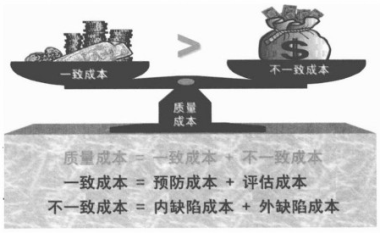 >
一致成本
不一致成本
$
质量
成本
质量成本 = 一致成本 + 不一致成本
一致成本 = 预防成本 + 评估成本
不一致成本 = 内缺陷成本 + 外缺陷成本